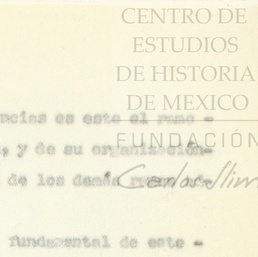 CENTRO DE
ESTUDIOS
DE HISTORIA
DE MEXICO
FUNDACIÓN
Carlos Slim
ncias es este el ramo -
, y de su organización-
de los demás
fundamental de este -